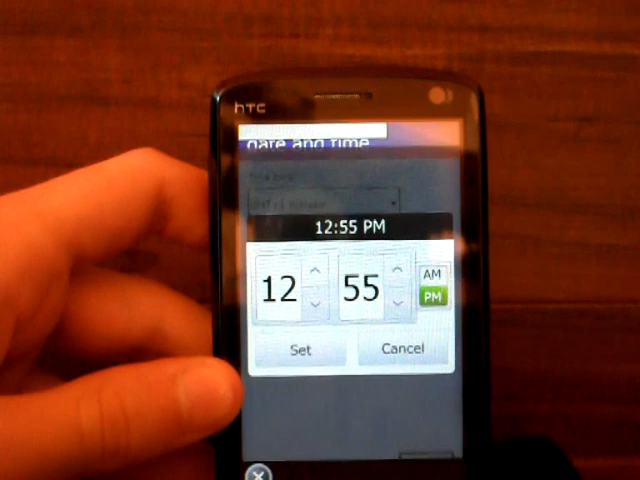 hTC
date and time
12:55 PM
12 55 AM
PM
Set Cancel